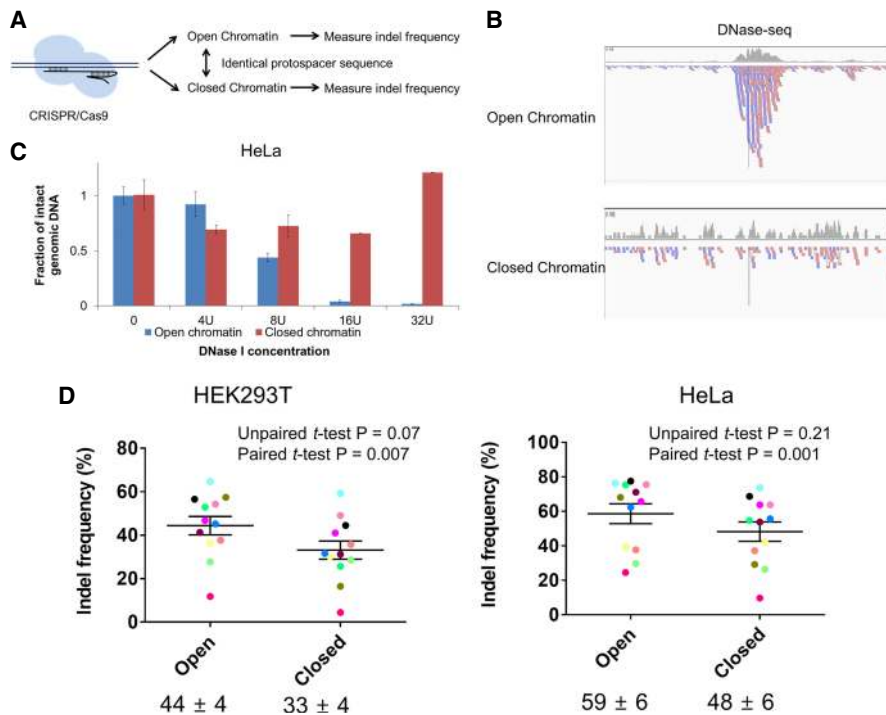 A
Open Chromatin
Measure indel frequency
Identical protospacer sequence
Closed Chromatin
Measure indel frequency
CRISPR/Cas9
B
DNase-seq
Open Chromatin
Closed Chromatin
C
HeLa
Fraction of intact
genomic DNA
1
0.5
0
0 4U 8U 16U 32U
Open chromatin Closed chromatin
DNase I concentration
D
HEK293T
Unpaired t-test P = 0.07
Paired t-test P = 0.007
Indel frequency (%)
80
60
40
20
0
Open Closed
44 ± 4 33 ± 4
HeLa
Unpaired t-test P = 0.21
Paired t-test P = 0.001
Indel frequency (%)
100
80
60
40
20
0
Open Closed
59 ± 6 48 ± 6